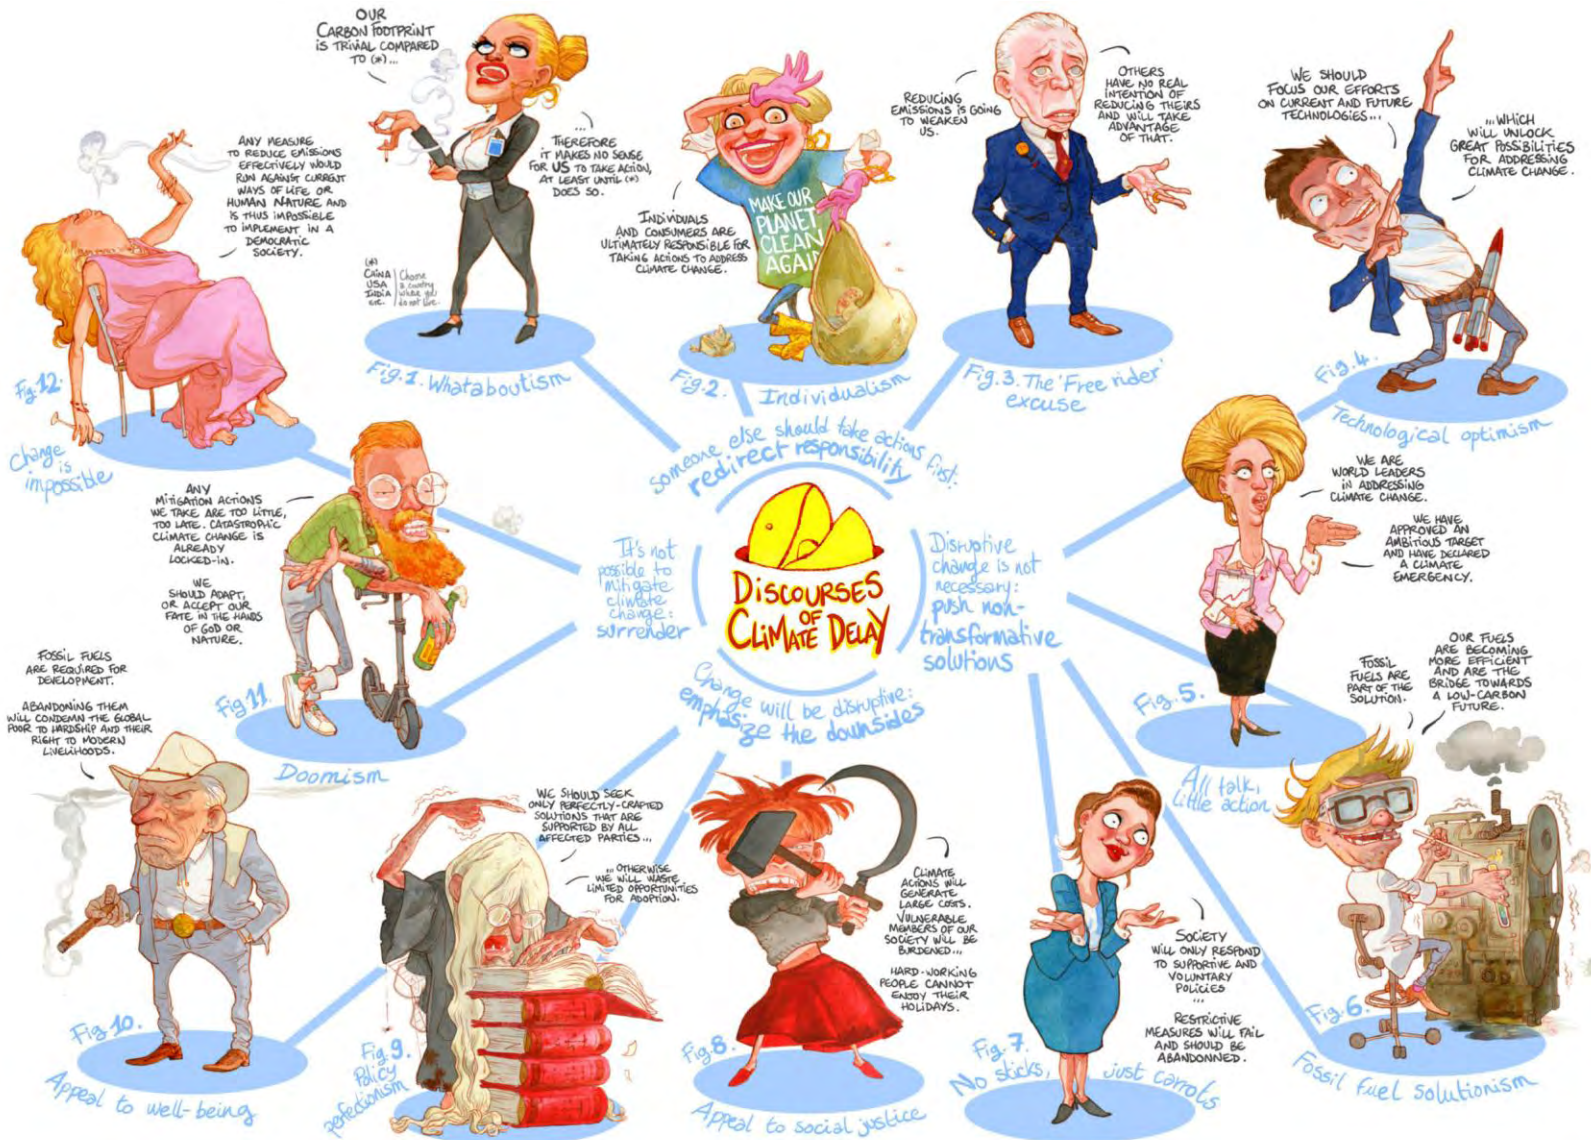 DISCOURSES
OF
CLIMATE DELAY
someone else should take actions first:
redirect responsibility
OUR
CARBON FOOTPRINT
IS TRIVIAL COMPARED
TO (*)...
...
THEREFORE
IT MAKES NO SENSE
FOR US TO TAKE ACTION,
AT LEAST UNTIL (*)
DOES SO.
(*)
CHINA
USA
INDIA
ETC.
Choose
a country
where you
do not live.
Fig.1. Whataboutism
INDIVIDUALS
AND CONSUMERS ARE
ULTIMATELY RESPONSIBLE FOR
TAKING ACTIONS TO ADDRESS
CLIMATE CHANGE.
MAKE OUR
PLANET
CLEAN
AGAI
Fig.2. Individualism
REDUCING
EMISSIONS IS GOING
TO WEAKEN
US.
OTHERS
HAVE NO REAL
INTENTION OF
REDUCING THEIRS
AND WILL TAKE
ADVANTAGE
OF THAT.
Fig.3. The 'Free rider'
excuse
Disruptive
change is not
necessary:
push non-
transformative
solutions
WE SHOULD
FOCUS OUR EFFORTS
ON CURRENT AND FUTURE
TECHNOLOGIES...
...WHICH
WILL UNLOCK
GREAT POSSIBILITIES
FOR ADDRESSING
CLIMATE CHANGE.
Fig.4.
Technological optimism
WE ARE
WORLD LEADERS
IN ADDRESSING
CLIMATE CHANGE.
WE HAVE
APPROVED AN
AMBITIOUS TARGET
AND HAVE DECLARED
A CLIMATE
EMERGENCY.
Fig.5.
All talk,
little action
FOSSIL
FUELS ARE
PART OF THE
SOLUTION.
OUR FUELS
ARE BECOMING
MORE EFFICIENT
AND ARE THE
BRIDGE TOWARDS
A LOW-CARBON
FUTURE.
Fig.6.
Fossil fuel solutionism
SOCIETY
WILL ONLY RESPOND
TO SUPPORTIVE AND
VOLUNTARY
POLICIES
...
RESTRICTIVE
MEASURES WILL FAIL
AND SHOULD BE
ABANDONNED.
Fig.7.
No sticks, just carrots
Change will be disruptive:
emphasize the downsides
CLIMATE
ACTIONS WILL
GENERATE
LARGE COSTS.
VULNERABLE
MEMBERS OF OUR
SOCIETY WILL BE
BURDENED...
HARD-WORKING
PEOPLE CANNOT
ENJOY THEIR
HOLIDAYS.
Fig.8.
Appeal to social justice
WE SHOULD SEEK
ONLY PERFECTLY-CRAFTED
SOLUTIONS THAT ARE
SUPPORTED BY ALL
AFFECTED PARTIES...
...OTHERWISE
WE WILL WASTE
LIMITED OPPORTUNITIES
FOR ADOPTION.
Fig.9.
Policy
perfectionism
FOSSIL FUELS
ARE REQUIRED FOR
DEVELOPMENT.
ABANDONING THEM
WILL CONDEMN THE GLOBAL
POOR TO HARDSHIP AND THEIR
RIGHT TO MODERN
LIVELIHOODS.
Fig.10.
Appeal to well-being
It's not
possible to
mitigate
climate
change:
surrender
ANY
MITIGATION ACTIONS
WE TAKE ARE TOO LITTLE,
TOO LATE. CATASTROPHIC
CLIMATE CHANGE IS
ALREADY
LOCKED-IN.
WE
SHOULD ADAPT,
OR ACCEPT OUR
FATE IN THE HANDS
OF GOD OR
NATURE.
Fig.11.
Doomism
ANY MEASURE
TO REDUCE EMISSIONS
EFFECTIVELY WOULD
RUN AGAINST CURRENT
WAYS OF LIFE OR
HUMAN NATURE AND
IS THUS IMPOSSIBLE
TO IMPLEMENT IN A
DEMOCRATIC
SOCIETY.
Fig.12.
Change
is
impossible